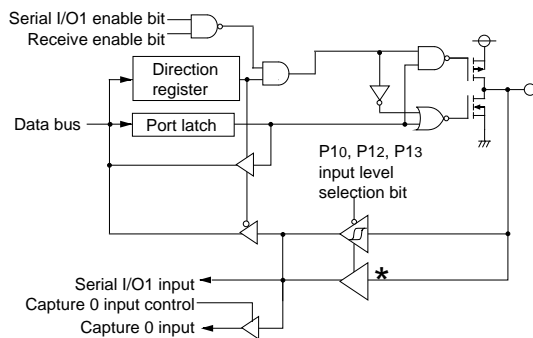 Serial I/O1 enable bit
Receive enable bit
Direction
register
Data bus
Port latch
P10, P12, P13
input level
selection bit
*
Serial I/O1 input
Capture 0 input control
Capture 0 input